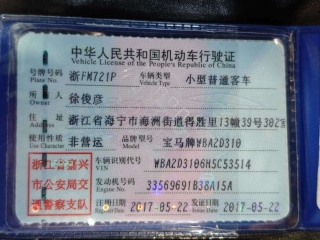 中华人民共和国机动车行驶证
Vehicle License of the People's Republic of China
号牌号码 浙FM721P 车辆类型 小型普通客车
Plate No. Vehicle Type
所有人 徐俊彦
Owner
住址 浙江省海宁市海洲街道得胜里13幢39号302室
Address
使用性质 非营运 品牌型号 宝马牌WBA2D310
Use Character Model
浙江省嘉兴 车辆识别代号 WBA2D3106H5C53514
VIN
市公安局交 发动机号码 33569691B38A15A
Engine No.
通警察支队 注册日期 2017-05-22 发证日期 2017-05-22
Register Date Issue Date